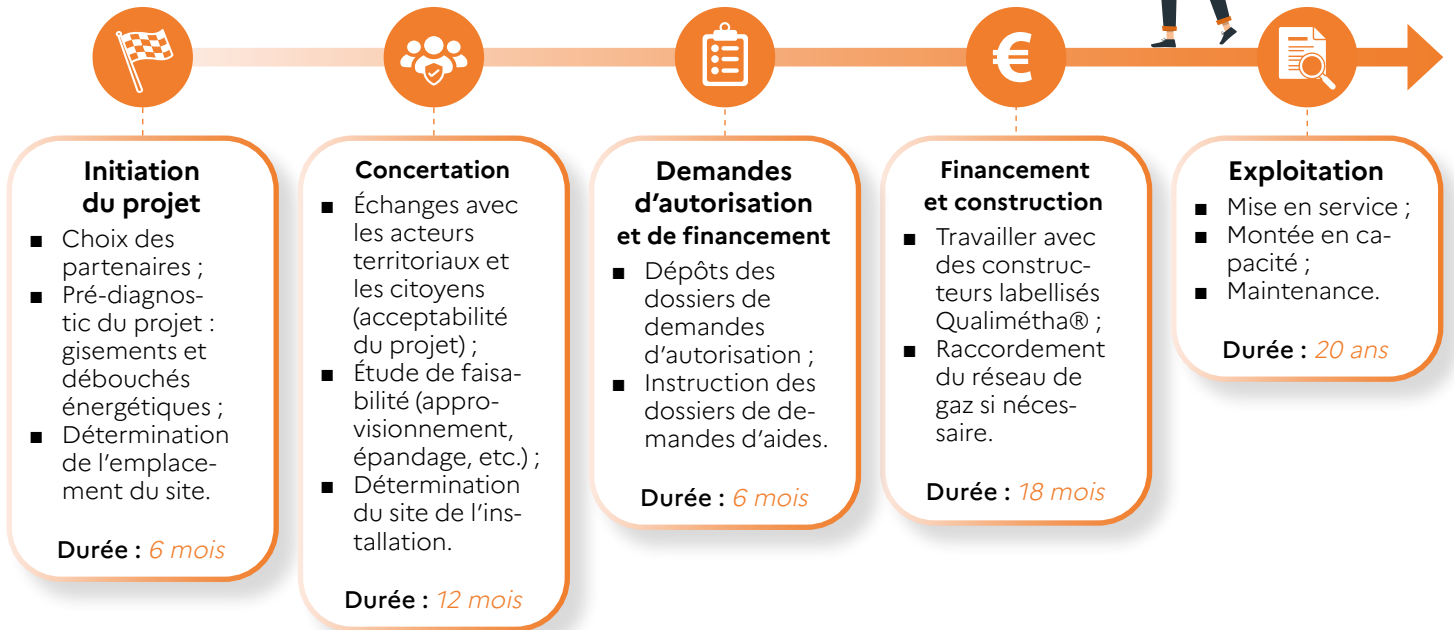 €
Initiation
du projet
■ Choix des
partenaires ;
■ Pré-diagnos-
tic du projet :
gisements et
débouchés
énergétiques ;
■ Détermination
de l'emplace-
ment du site.
Durée : 6 mois
Concertation
■ Échanges avec
les acteurs
territoriaux et
les citoyens
(acceptabilité
du projet) ;
■ Étude de faisa-
bilité (appro-
visionnement,
épandage, etc.) ;
■ Détermination
du site de l'ins-
tallation.
Durée : 12 mois
Demandes
d'autorisation
et de financement
■ Dépôts des
dossiers de
demandes
d'autorisation ;
■ Instruction des
dossiers de de-
mandes d'aides.
Durée : 6 mois
Financement
et construction
■ Travailler avec
des construc-
teurs labellisés
Qualimétha® ;
■ Raccordement
du réseau de
gaz si néces-
saire.
Durée : 18 mois
Exploitation
■ Mise en service ;
■ Montée en ca-
pacité ;
■ Maintenance.
Durée : 20 ans